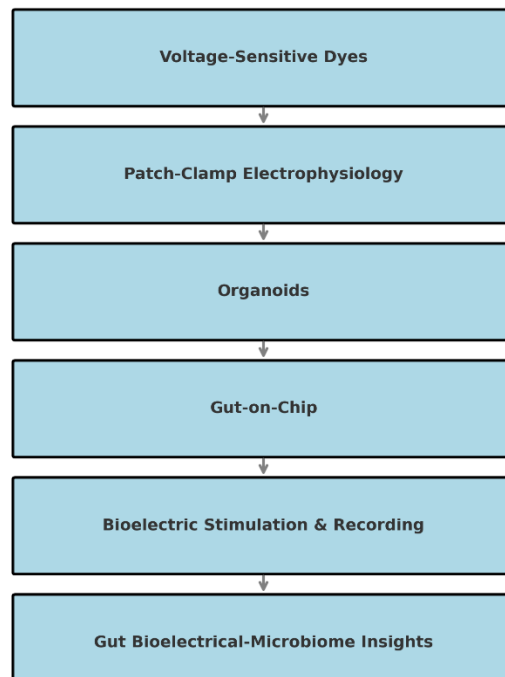 Voltage-Sensitive Dyes
Patch-Clamp Electrophysiology
Organoids
Gut-on-Chip
Bioelectric Stimulation & Recording
Gut Bioelectrical-Microbiome Insights